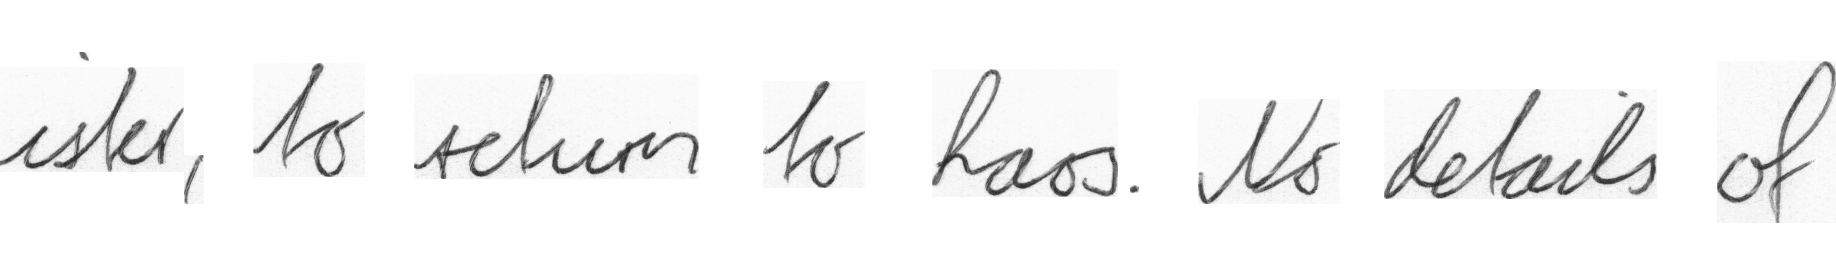 ister, to return to Laos. No details of